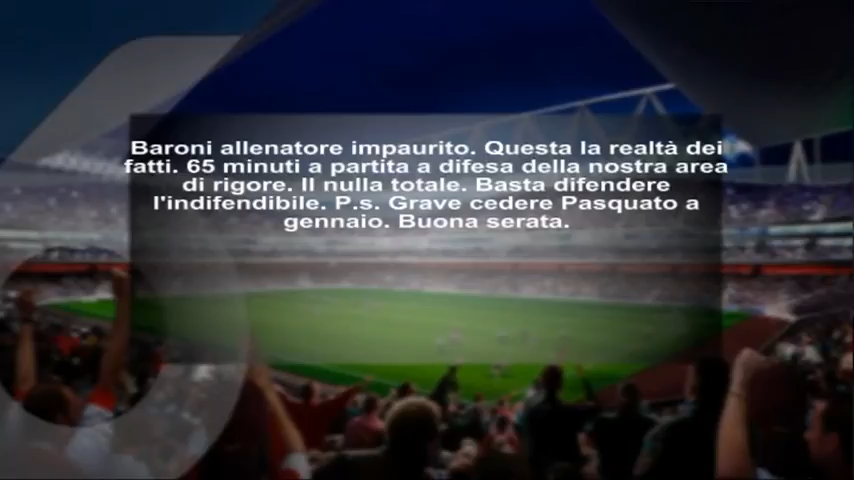 Baroni allenatore impaurito. Questa la realtà dei
fatti. 65 minuti a partita a difesa della nostra area
di rigore. Il nulla totale. Basta difendere
l'indifendibile. P.s. Grave cedere Pasquato a
gennaio. Buona serata.